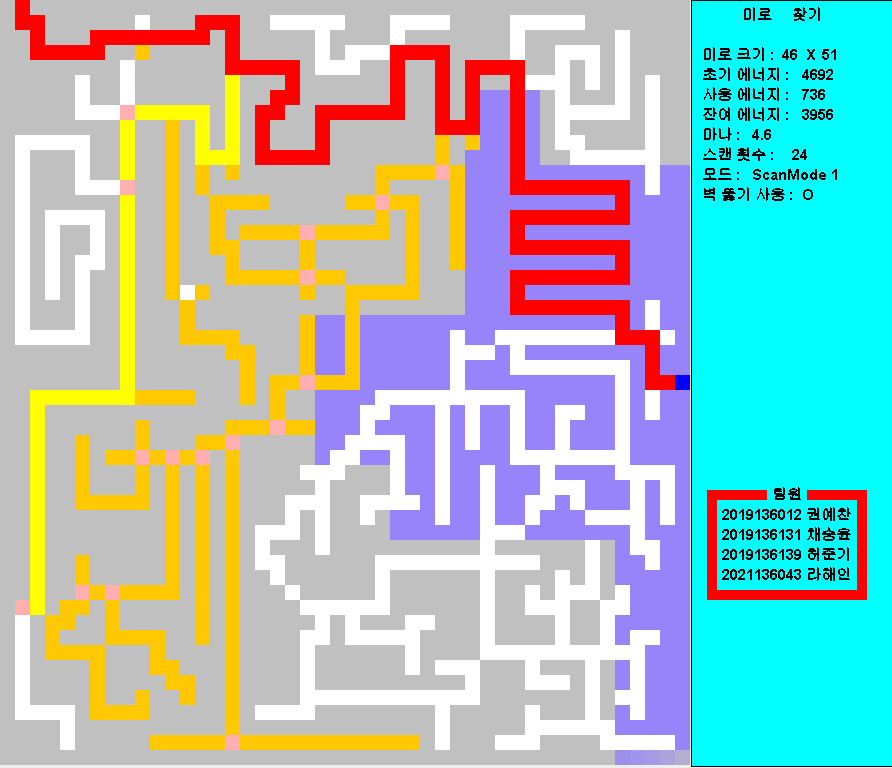 미로 찾기
미로 크기 : 46 X 51
초기 에너지 : 4692
사용 에너지 : 736
잔여 에너지 : 3956
마나 : 4.6
스캔 횟수 : 24
모드 : ScanMode 1
벽 뚫기 사용 : O
팀원
2019136012 권예찬
2019136131 채승윤
2019136139 허준기
2021136043 라해인